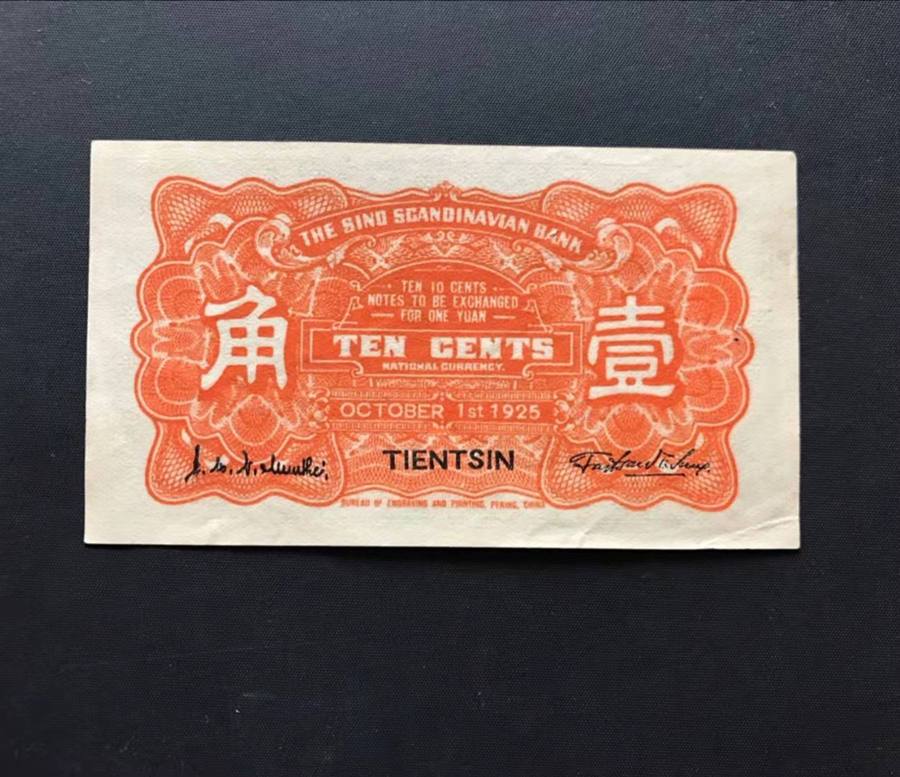 THE SINO SCANDINAVIAN BANK
TEN 10 CENTS
NOTES TO BE EXCHANGED
FOR ONE YUAN
角
壹
TEN CENTS
NATIONAL CURRENCY.
OCTOBER 1st 1925
TIENTSIN
BUREAU OF ENGRAVING AND PRINTING, PEKING, CHINA